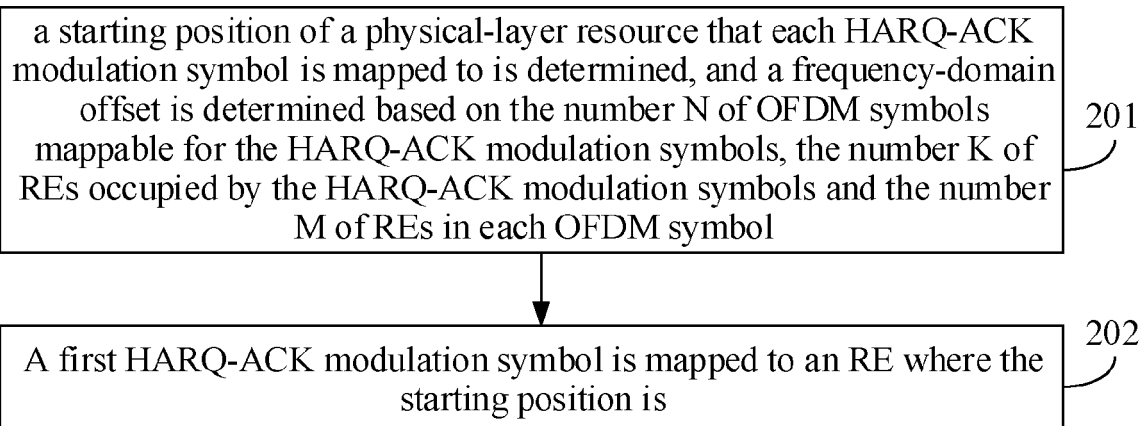 a starting position of a physical-layer resource that each HARQ-ACK
modulation symbol is mapped to is determined, and a frequency-domain
offset is determined based on the number N of OFDM symbols
mappable for the HARQ-ACK modulation symbols, the number K of
REs occupied by the HARQ-ACK modulation symbols and the number
M of REs in each OFDM symbol
201
A first HARQ-ACK modulation symbol is mapped to an RE where the
starting position is
202